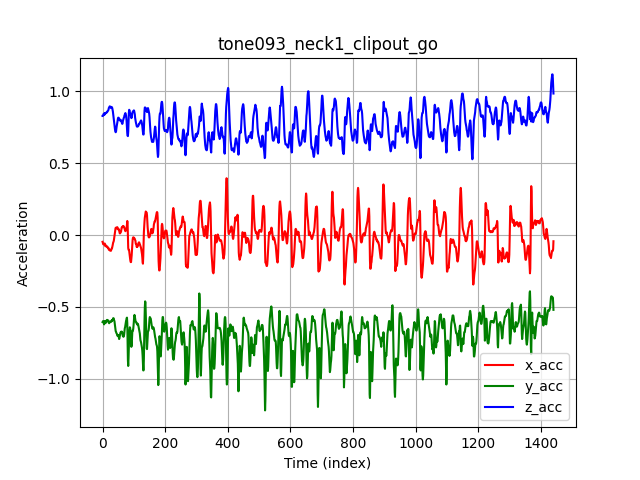 tone093_neck1_clipout_go
1.0
0.5
0.0
−0.5
−1.0
Acceleration
0 200 400 600 800 1000 1200 1400
Time (index)
x_acc
y_acc
z_acc